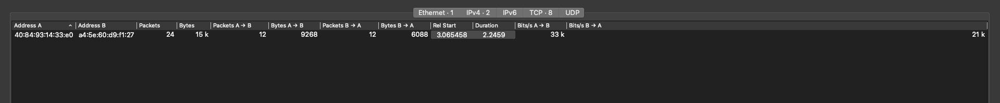 Ethernet · 1 IPv4 · 2 IPv6 TCP · 8 UDP
Address A Address B Packets Bytes Packets A → B Bytes A → B Packets B → A Bytes B → A Rel Start Duration Bits/s A → B Bits/s B → A
40:84:93:14:33:e0 a4:5e:60:d9:f1:27 24 15 k 12 9268 12 6088 3.065458 2.2459 33 k 21 k